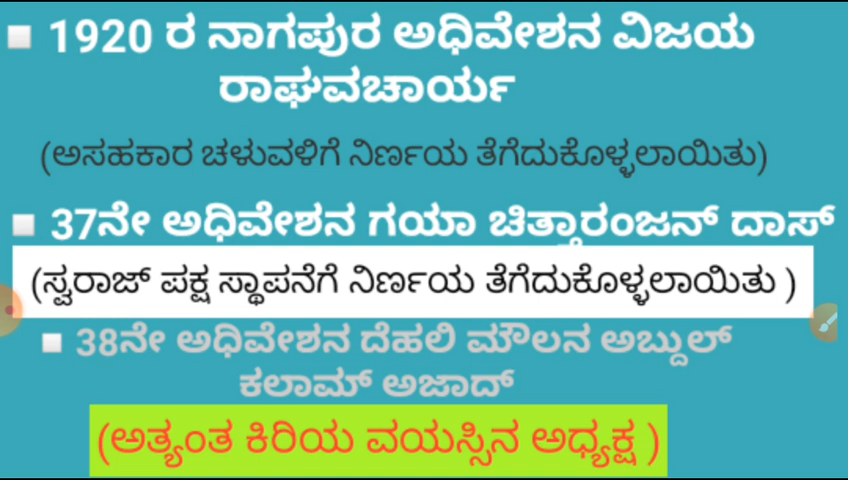 1920 ರ ನಾಗಪುರ ಅಧಿವೇಶನ ವಿಜಯ
ರಾಘವಚಾರ್ಯ
(ಅಸಹಕಾರ ಚಳುವಳಿಗೆ ನಿರ್ಣಯ ತೆಗೆದುಕೊಳ್ಳಲಾಯಿತು)
37ನೇ ಅಧಿವೇಶನ ಗಯಾ ಚಿತ್ತಾರಂಜನ್ ದಾಸ್
(ಸ್ವರಾಜ್ ಪಕ್ಷ ಸ್ಥಾಪನೆಗೆ ನಿರ್ಣಯ ತೆಗೆದುಕೊಳ್ಳಲಾಯಿತು )
38ನೇ ಅಧಿವೇಶನ ದೆಹಲಿ ಮೌಲನ ಅಬ್ದುಲ್
ಕಲಾಮ್ ಅಜಾದ್
(ಅತ್ಯಂತ ಕಿರಿಯ ವಯಸ್ಸಿನ ಅಧ್ಯಕ್ಷ )